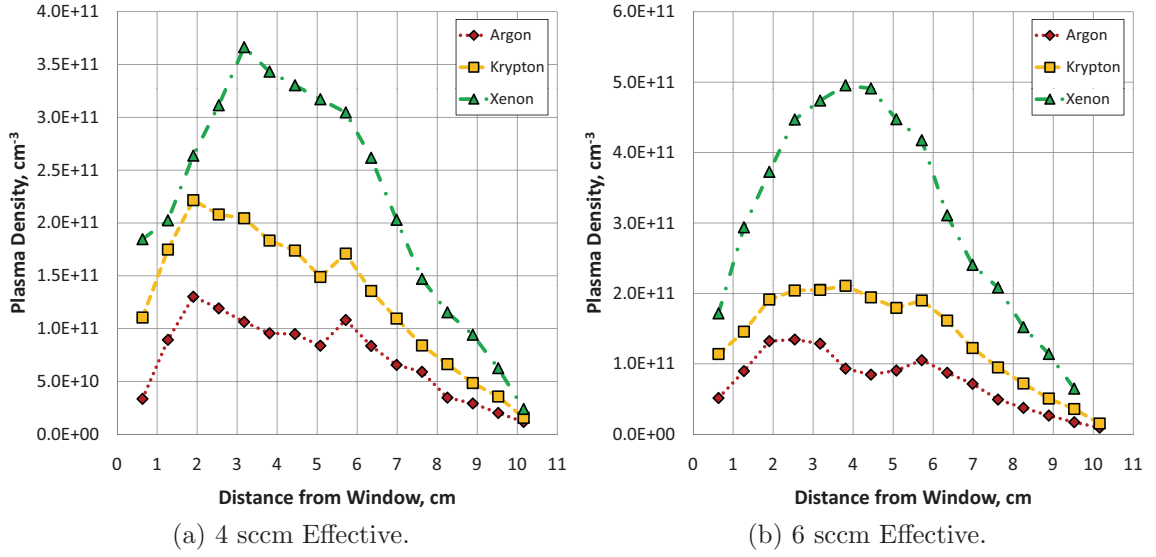 4.0E+11
3.5E+11
3.0E+11
2.5E+11
2.0E+11
1.5E+11
1.0E+11
5.0E+10
0.0E+00
Plasma Density, cm-3
Argon
Krypton
Xenon
0 1 2 3 4 5 6 7 8 9 10 11
Distance from Window, cm
(a) 4 sccm Effective.
6.0E+11
5.0E+11
4.0E+11
3.0E+11
2.0E+11
1.0E+11
0.0E+00
Plasma Density, cm-3
Argon
Krypton
Xenon
0 1 2 3 4 5 6 7 8 9 10 11
Distance from Window, cm
(b) 6 sccm Effective.